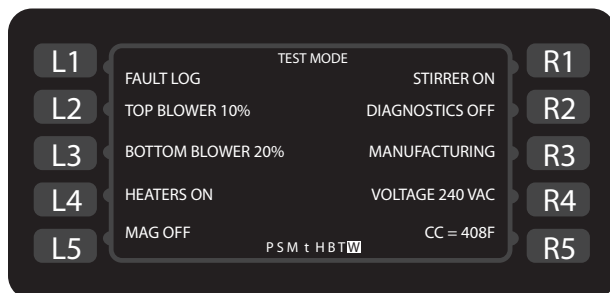 TEST MODE
L1 FAULT LOG STIRRER ON R1
L2 TOP BLOWER 10% DIAGNOSTICS OFF R2
L3 BOTTOM BLOWER 20% MANUFACTURING R3
L4 HEATERS ON VOLTAGE 240 VAC R4
L5 MAG OFF CC = 408F R5
P S M t H B T W